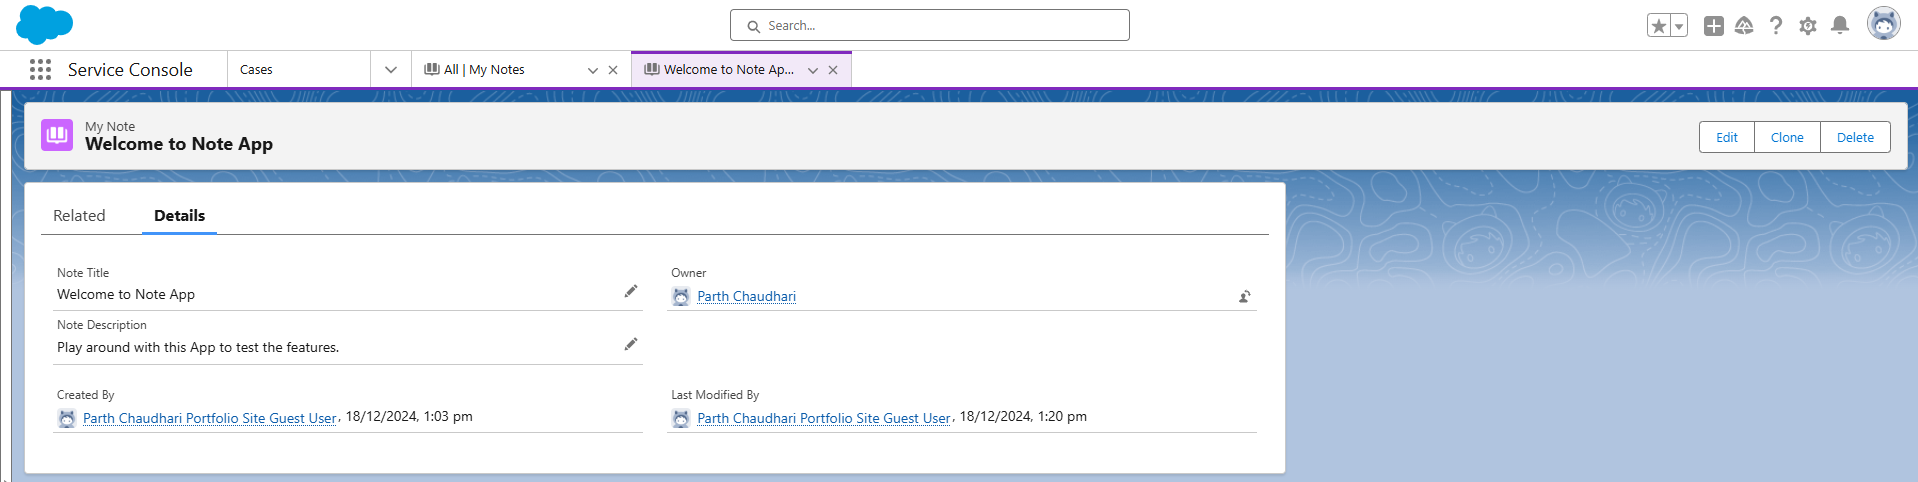 Search...
Service Console
Cases
All | My Notes
Welcome to Note Ap...
My Note
Welcome to Note App
Edit
Clone
Delete
Related
Details
Note Title
Welcome to Note App
Owner
Parth Chaudhari
Note Description
Play around with this App to test the features.
Created By
Parth Chaudhari Portfolio Site Guest User, 18/12/2024, 1:03 pm
Last Modified By
Parth Chaudhari Portfolio Site Guest User, 18/12/2024, 1:20 pm